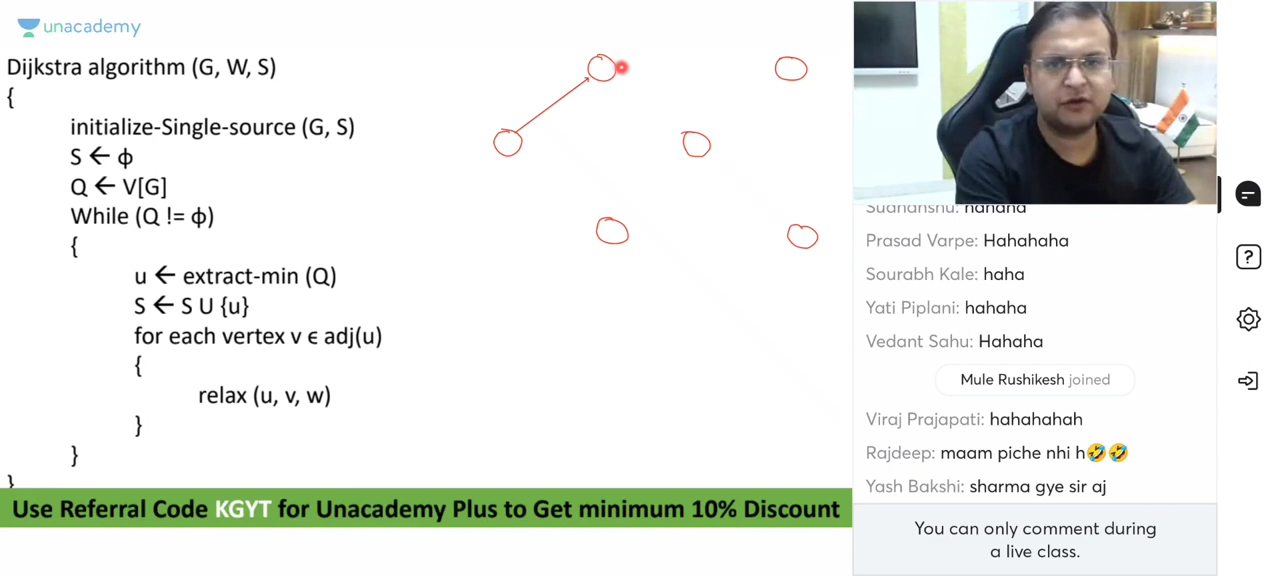 unacademy
Dijkstra algorithm (G, W, S)
{
initialize-Single-source (G, S)
S ← ϕ
Q ← V[G]
While (Q != ϕ)
{
u ← extract-min (Q)
S ← S U {u}
for each vertex v ϵ adj(u)
{
relax (u, v, w)
}
}
}
Use Referral Code KGYT for Unacademy Plus to Get minimum 10% Discount
Sudhanshu: hahaha
Prasad Varpe: Hahahaha
Sourabh Kale: haha
Yati Piplani: hahaha
Vedant Sahu: Hahaha
Mule Rushikesh joined
Viraj Prajapati: hahahahah
Rajdeep: maam piche nhi h🤣🤣
Yash Bakshi: sharma gye sir aj
You can only comment during
a live class.